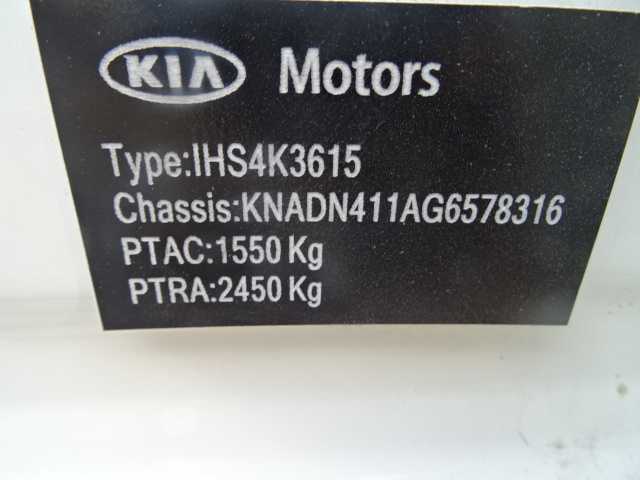 KIA Motors
Type:IHS4K3615
Chassis:KNADN411AG6578316
PTAC:1550 Kg
PTRA:2450 Kg